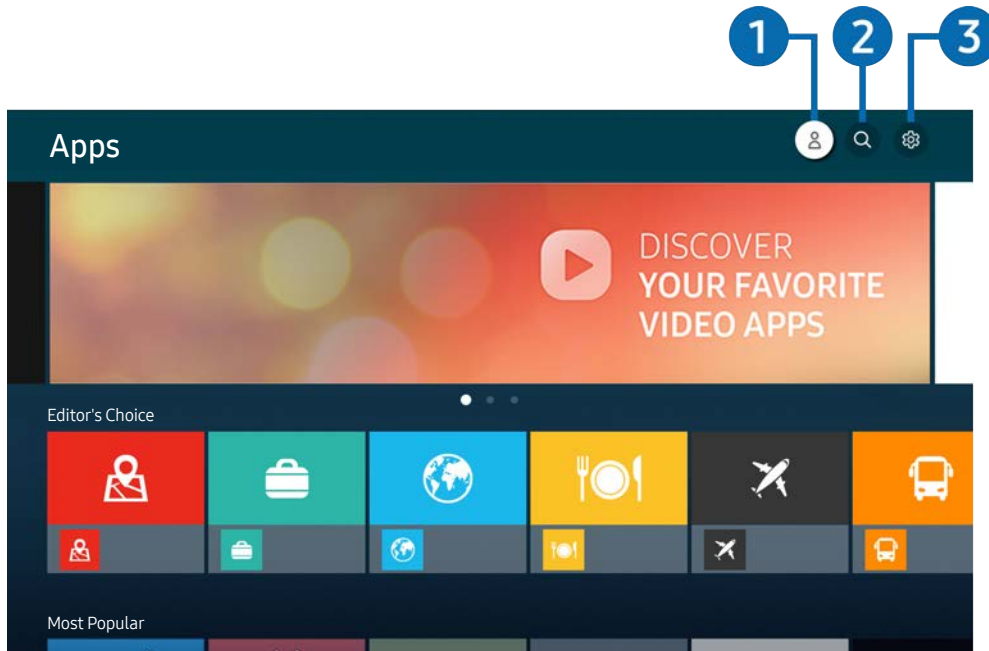 1 2 3
Apps
DISCOVER
YOUR FAVORITE
VIDEO APPS
Editor's Choice
Most Popular